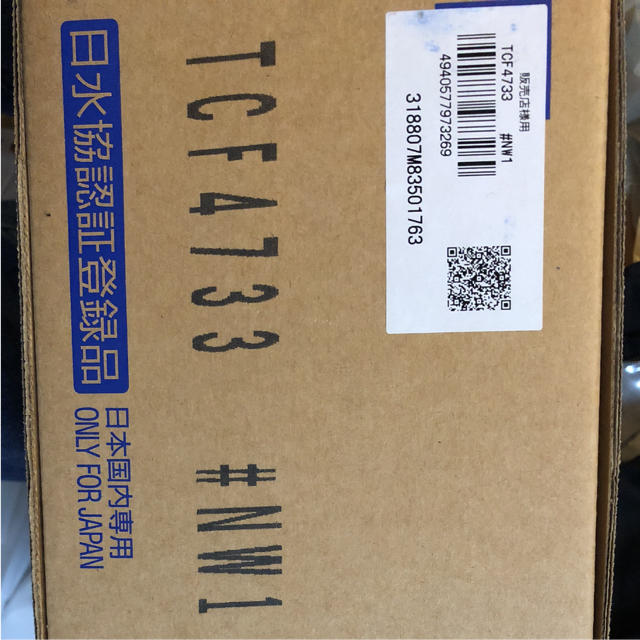 販売店様用
TCF4733 #NW1
4940577973269
318807M83501763
TCF4733 #NW1
日水協認証登録品
日本国内専用
ONLY FOR JAPAN